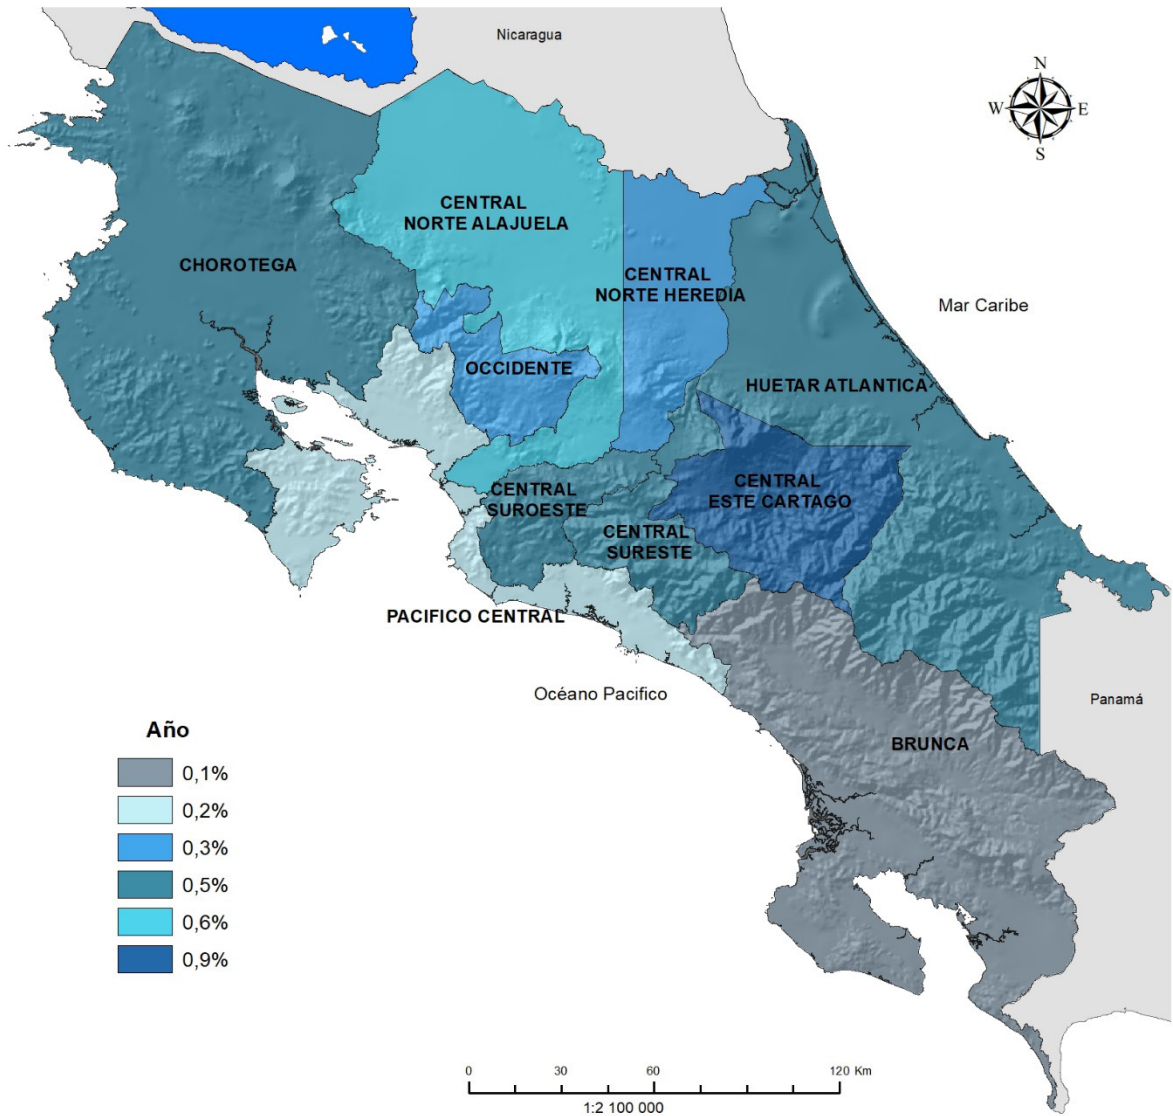 Nicaragua
N
W
E
S
CENTRAL
NORTE ALAJUELA
CHOROTEGA
CENTRAL
NORTE HEREDIA
Mar Caribe
OCCIDENTE
HUETAR ATLANTICA
CENTRAL
SUROESTE
CENTRAL
ESTE CARTAGO
CENTRAL
SURESTE
PACIFICO CENTRAL
Océano Pacifico
Panamá
BRUNCA
Año
0,1%
0,2%
0,3%
0,5%
0,6%
0,9%
0 30 60 120 Km
1:2 100 000